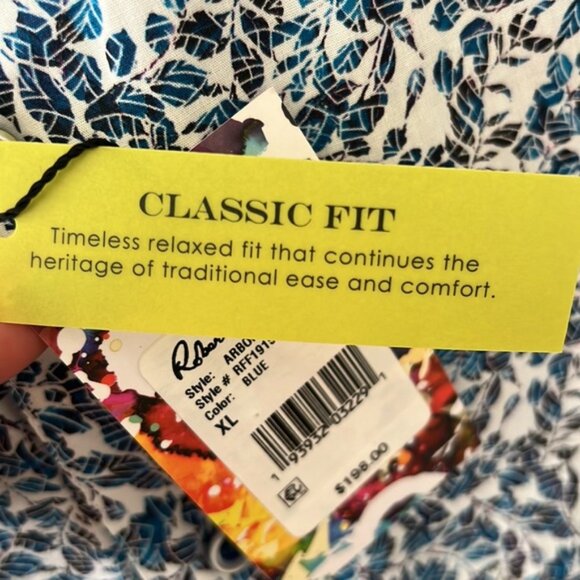 CLASSIC FIT
Timeless relaxed fit that continues the
heritage of traditional ease and comfort.
Style:
Style #
Color: BLUE
XL
$198.00